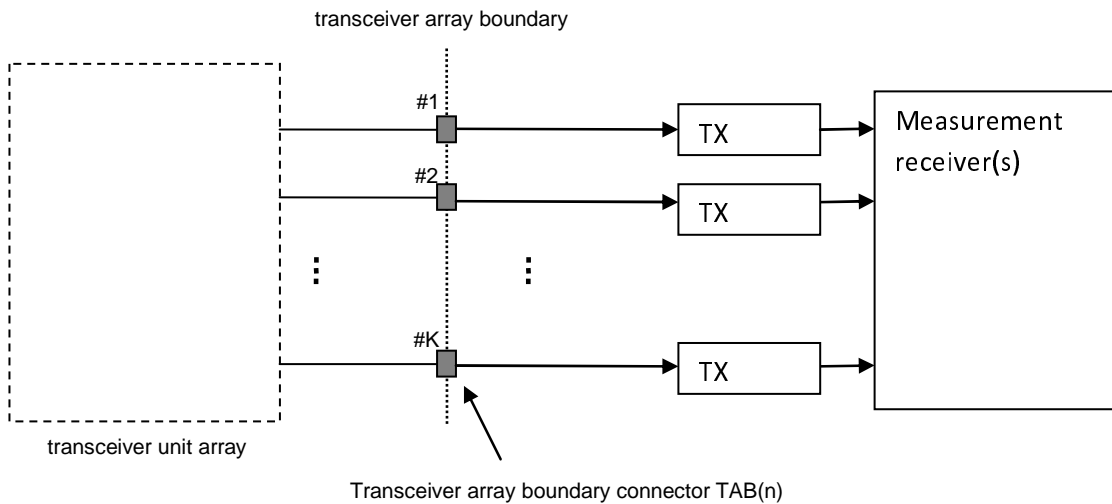 transceiver array boundary
#1
TX
Measurement
receiver(s)
#2
TX
#K
TX
transceiver unit array
Transceiver array boundary connector TAB(n)